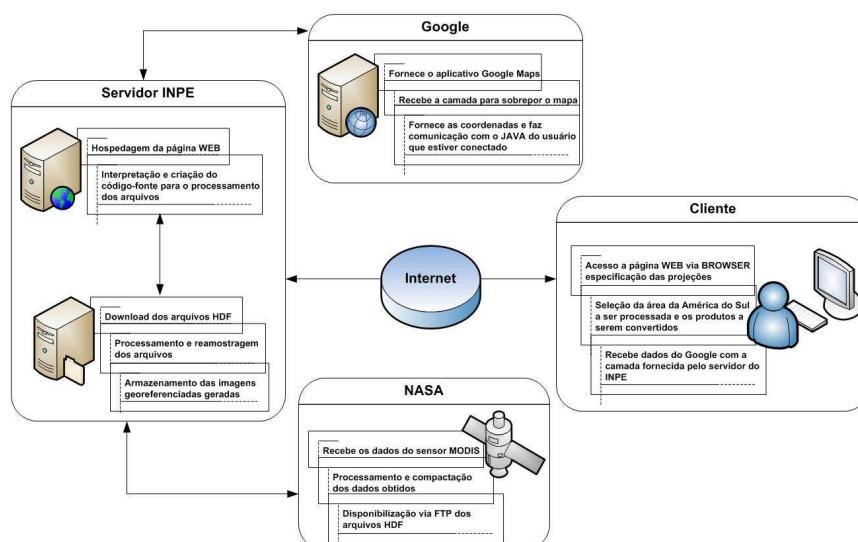 Google
Fornece o aplicativo Google Maps
Recebe a camada para sobrepor o mapa
Fornece as coordenadas e faz
comunicação com o JAVA do usuário
que estiver conectado
Servidor INPE
Hospedagem da página WEB
Interpretação e criação do
código-fonte para o processamento
dos arquivos
Download dos arquivos HDF
Processamento e reamostragem
dos arquivos
Armazenamento das imagens
georeferenciadas geradas
Internet
Cliente
Acesso a página WEB via BROWSER
especificação das projeções
Seleção da área da América do Sul
a ser processada e os produtos a
serem convertidos
Recebe dados do Google com a
camada fornecida pelo servidor do
INPE
NASA
Recebe os dados do sensor MODIS
Processamento e compactação
dos dados obtidos
Disponibilização via FTP dos
arquivos HDF